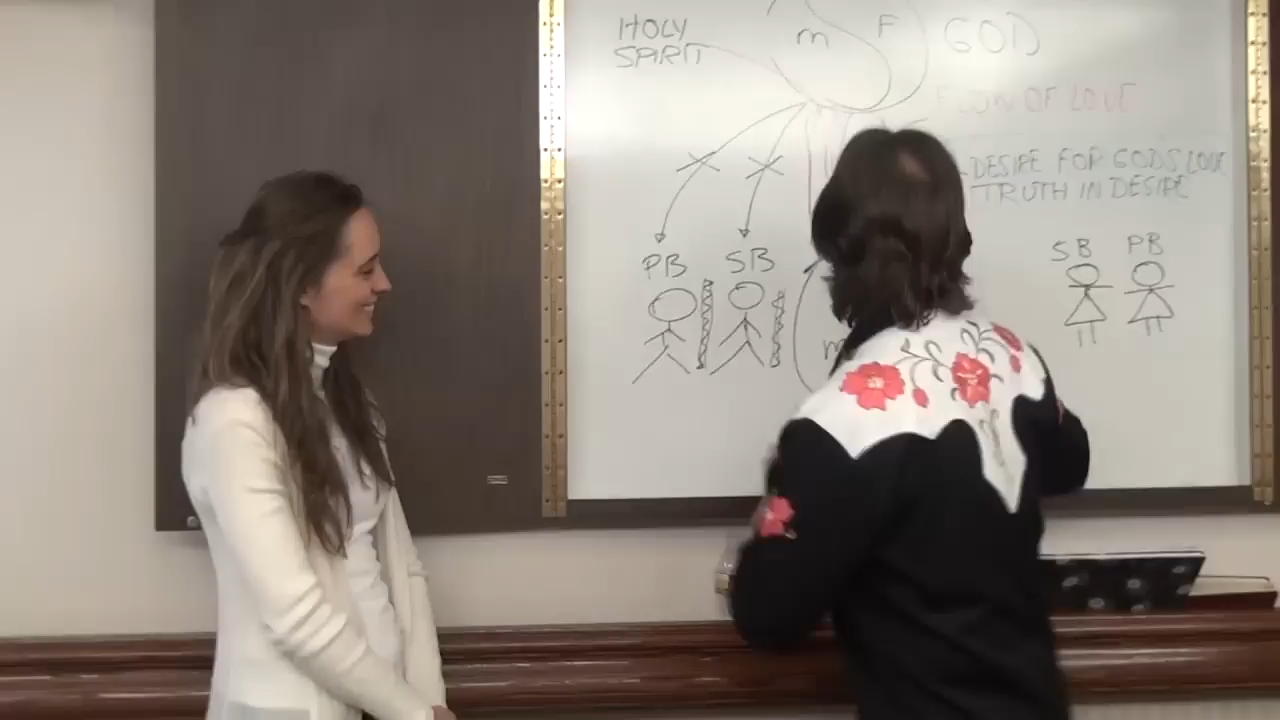 HOLY
SPIRIT
m F
GOD
FLOW OF LOVE
DESIRE FOR GODS LOVE
TRUTH IN DESIRE
PB SB
SB PB
m